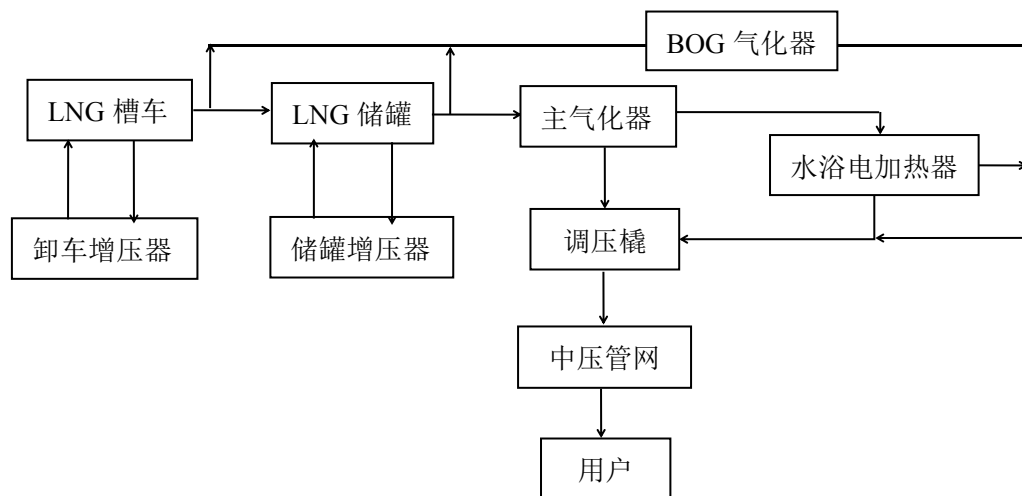 BOG 气化器
LNG 槽车
LNG 储罐
主气化器
水浴电加热器
卸车增压器
储罐增压器
调压橇
中压管网
用户